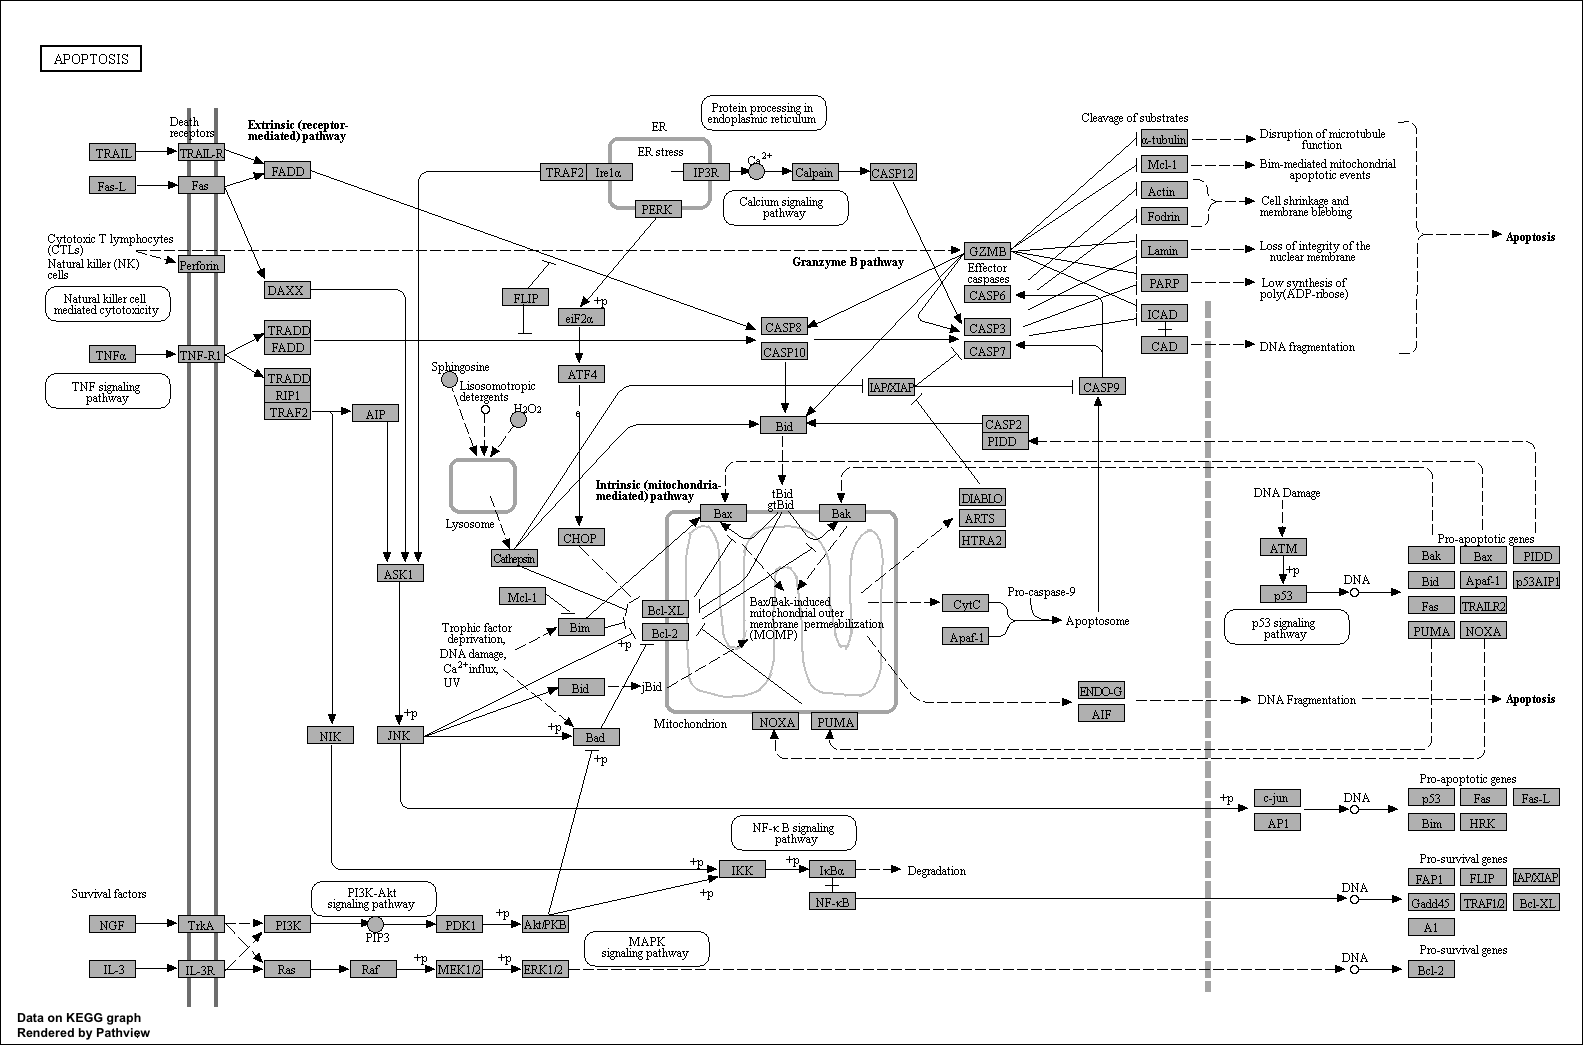 APOPTOSIS
Death
receptors
Extrinsic (receptor-
mediated) pathway
TRAIL
TRAIL-R
FADD
Fas-L
Fas
Cytotoxic T lymphocytes
(CTLs)
Natural killer (NK)
cells
Perforin
Natural killer cell
mediated cytotoxicity
DAXX
TRADD
FADD
TNFα
TNF-R1
TRADD
RIP1
TRAF2
TNF signaling
pathway
AIP
ER
ER stress
Protein processing in
endoplasmic reticulum
TRAF2
Ire1α
IP3R
Ca2+
Calpain
CASP12
PERK
Calcium signaling
pathway
Granzyme B pathway
GZMB
Effector
caspases
CASP6
CASP3
CASP7
FLIP
+p
eiF2α
ATF4
e
CASP8
CASP10
IAP/XIAP
CASP9
Bid
CASP2
PIDD
Cleavage of substrates
α-tubulin
Disruption of microtubule
function
Mcl-1
Bim-mediated mitochondrial
apoptotic events
Actin
Fodrin
Cell shrinkage and
membrane blebbing
Lamin
Loss of integrity of the
nuclear membrane
PARP
Low synthesis of
poly(ADP-ribose)
ICAD
CAD
DNA fragmentation
Apoptosis
Sphingosine
Lisosomotropic
detergents
H2O2
Lysosome
Cathepsin
Intrinsic (mitochondria-
mediated) pathway
tBid
gtBid
Bax
Bak
CHOP
DIABLO
ARTS
HTRA2
ASK1
Mcl-1
Bim
Bcl-XL
Bcl-2
+p
Trophic factor
deprivation,
DNA damage,
Ca2+ influx,
UV
Bax/Bak-induced
mitochondrial outer
membrane permeabilization
(MOMP)
CytC
Apaf-1
Pro-caspase-9
Apoptosome
Bid
jBid
+p
Bad
+p
Mitochondrion
NOXA
PUMA
ENDO-G
AIF
DNA Fragmentation
Apoptosis
DNA Damage
ATM
+p
p53
DNA
p53 signaling
pathway
Pro-apoptotic genes
Bak
Bax
PIDD
Bid
Apaf-1
p53AIP1
Fas
TRAILR2
PUMA
NOXA
NIK
+p
JNK
+p
c-jun
AP1
DNA
Pro-apoptotic genes
p53
Fas
Fas-L
Bim
HRK
NF-κ B signaling
pathway
+p
IKK
+p
IκBα
Degradation
+p
NF-κB
DNA
Pro-survival genes
FAP1
FLIP
IAP/XIAP
Gadd45
TRAF1/2
Bcl-XL
A1
Survival factors
PI3K-Akt
signaling pathway
NGF
TrkA
PI3K
PIP3
PDK1
+p
Akt/PKB
MAPK
signaling pathway
IL-3
IL-3R
Ras
Raf
+p
MEK1/2
+p
ERK1/2
DNA
Pro-survival genes
Bcl-2
Data on KEGG graph
Rendered by Pathview